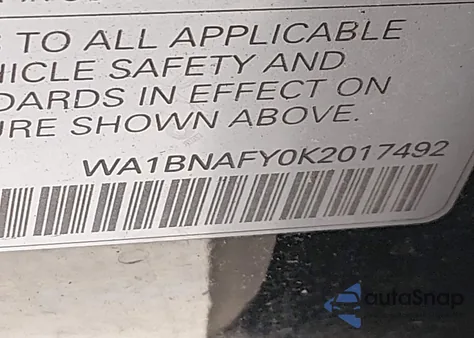 TO ALL APPLICABLE
HICLE SAFETY AND
DARDS IN EFFECT ON
URE SHOWN ABOVE.
WA1BNAFY0K2017492
autoSnap